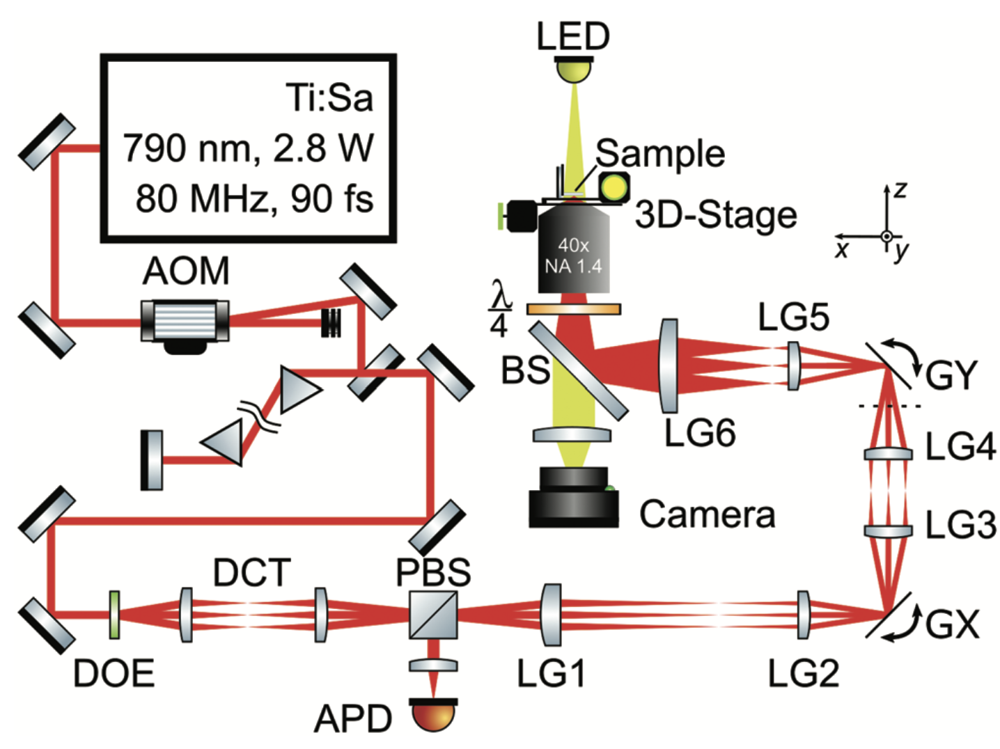 LED
Ti:Sa
790 nm, 2.8 W
80 MHz, 90 fs
Sample
3D-Stage
z
x
y
AOM
40x
NA 1.4
λ
4
BS
LG5
GY
LG6
LG4
Camera
LG3
DCT
PBS
GX
DOE
LG1
LG2
APD